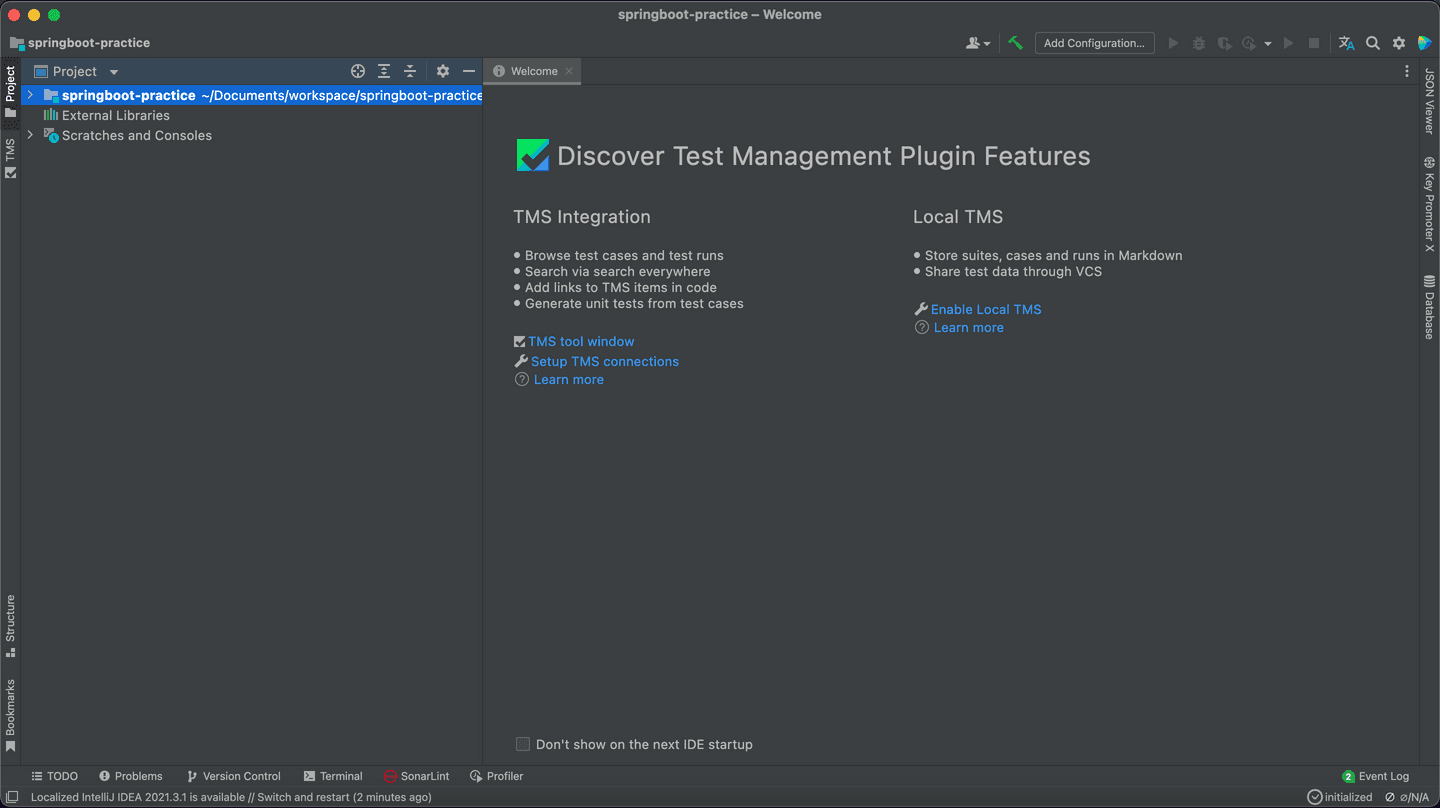 springboot-practice – Welcome
springboot-practice
Add Configuration...
Project
Welcome
springboot-practice ~/Documents/workspace/springboot-practice
External Libraries
Scratches and Consoles
Project
TMS
Structure
Bookmarks
Discover Test Management Plugin Features
TMS Integration
Browse test cases and test runs
Search via search everywhere
Add links to TMS items in code
Generate unit tests from test cases
TMS tool window
Setup TMS connections
Learn more
Local TMS
Store suites, cases and runs in Markdown
Share test data through VCS
Enable Local TMS
Learn more
Don't show on the next IDE startup
JSON Viewer
Key Promoter X
Database
TODO
Problems
Version Control
Terminal
SonarLint
Profiler
2 Event Log
Localized IntelliJ IDEA 2021.3.1 is available // Switch and restart (2 minutes ago)
initialized
⌀/N/A